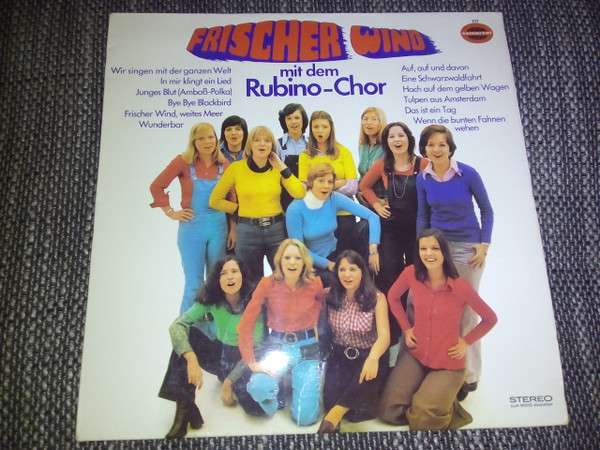 FRISCHER WIND
mit dem
Rubino-Chor
Wir singen mit der ganzen Welt
In mir klingt ein Lied
Junges Blut (Amboß-Polka)
Bye Bye Blackbird
Frischer Wind, weites Meer
Wunderbar
Auf, auf und davon
Eine Schwarzwaldfahrt
Hoch auf dem gelben Wagen
Tulpen aus Amsterdam
Das ist ein Tag
Wenn die bunten Fahnen
wehen
STEREO